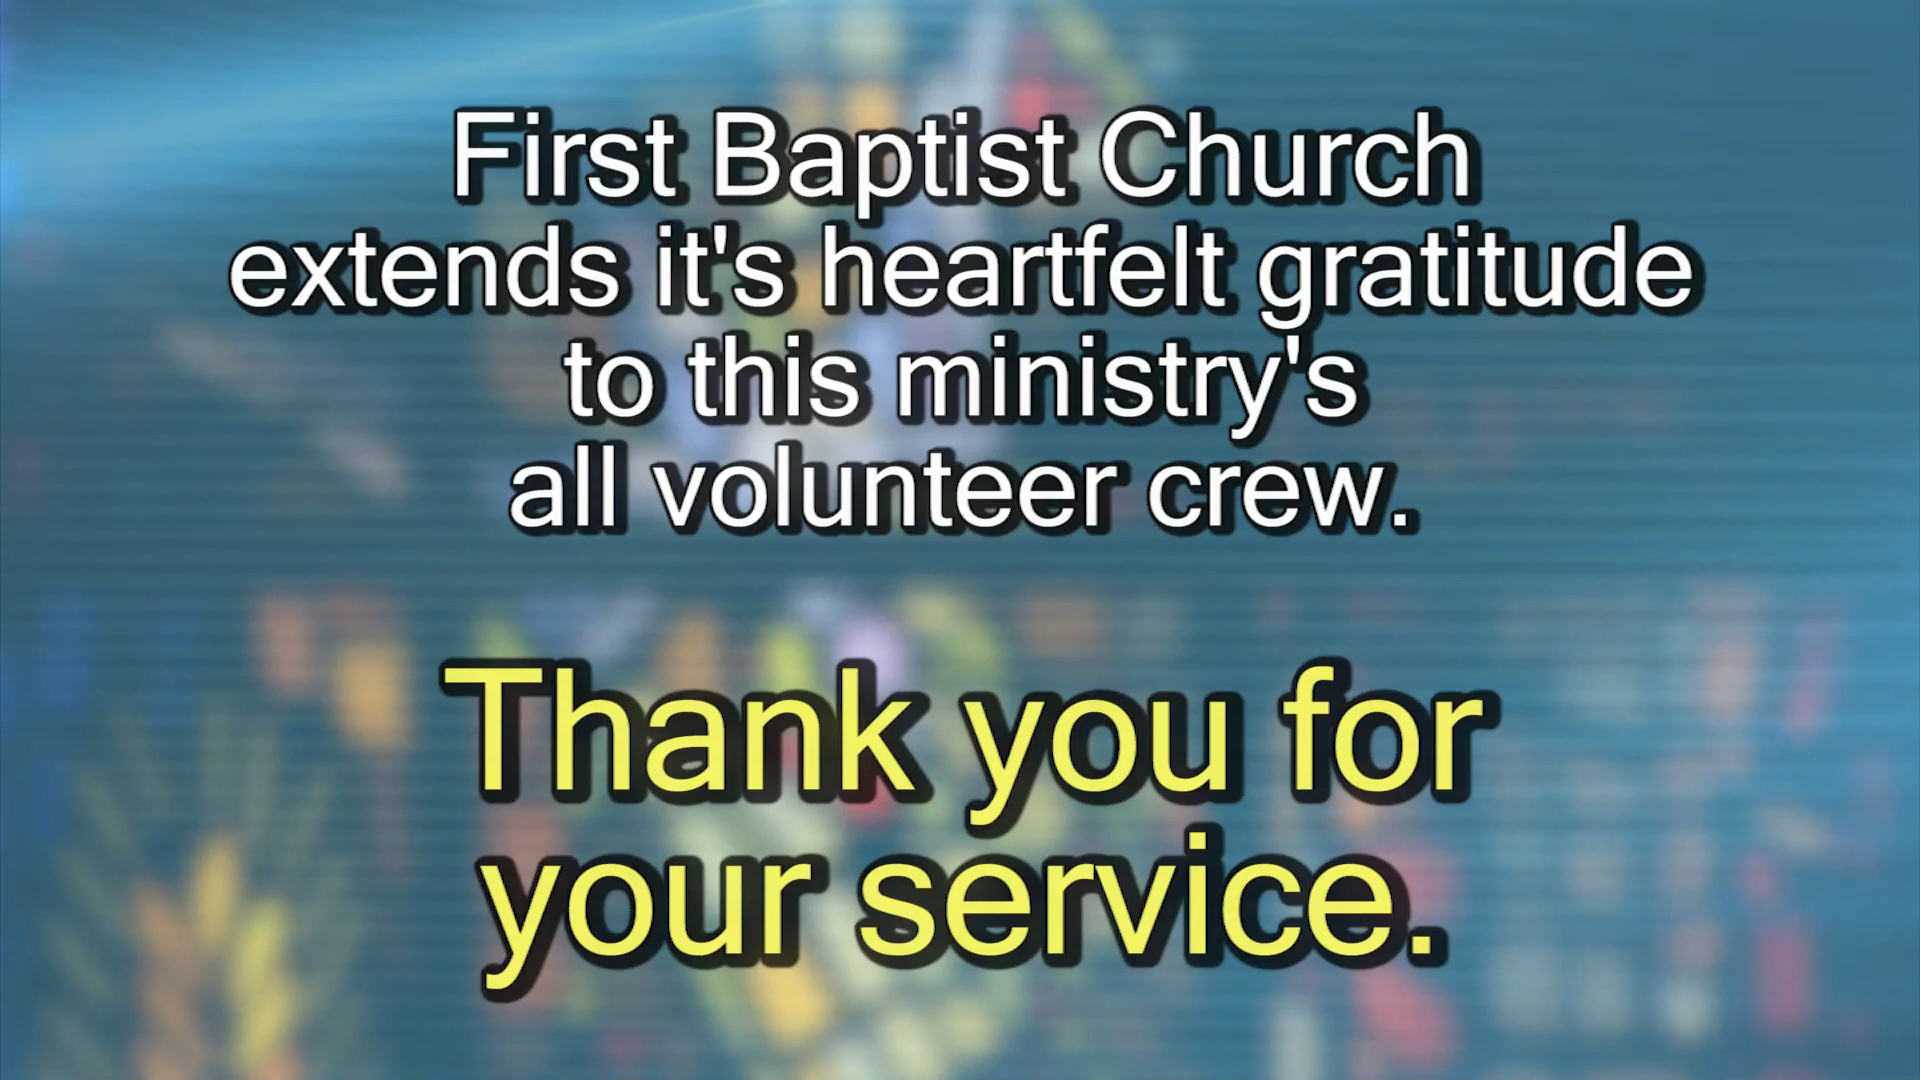 First Baptist Church
extends it's heartfelt gratitude
to this ministry's
all volunteer crew.
Thank you for
your service.